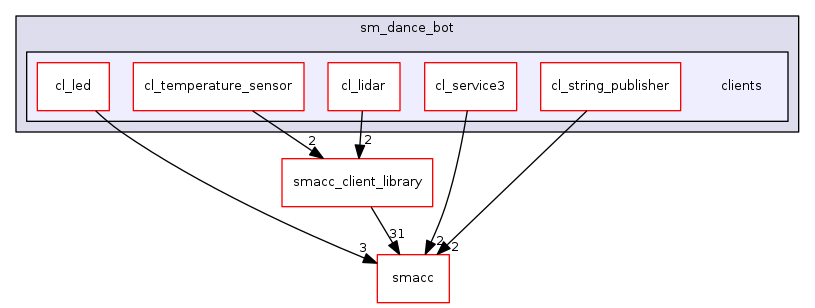 sm_dance_bot
cl_led
cl_temperature_sensor
cl_lidar
cl_service3
cl_string_publisher
clients
2
2
smacc_client_library
31
3
2
2
smacc